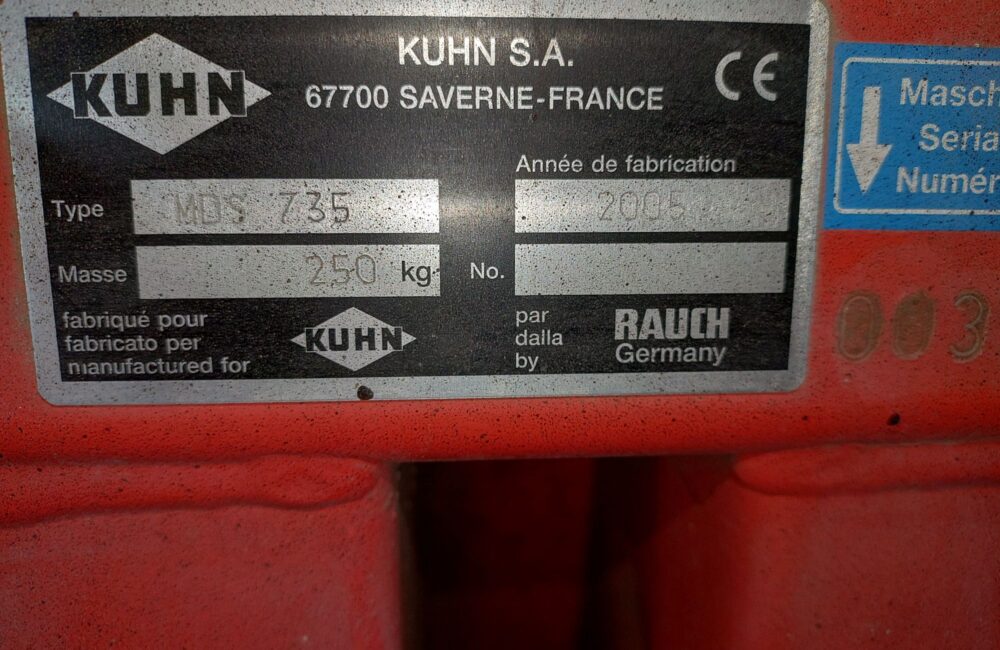 KUHN
KUHN S.A.
67700 SAVERNE-FRANCE
CE
Année de fabrication
Type MDS 735
2005
Masse 250 kg
No.
fabriqué pour
fabricato per
manufactured for
KUHN
par
dalla
by
RAUCH
Germany
Masch
Seria
Numér
003